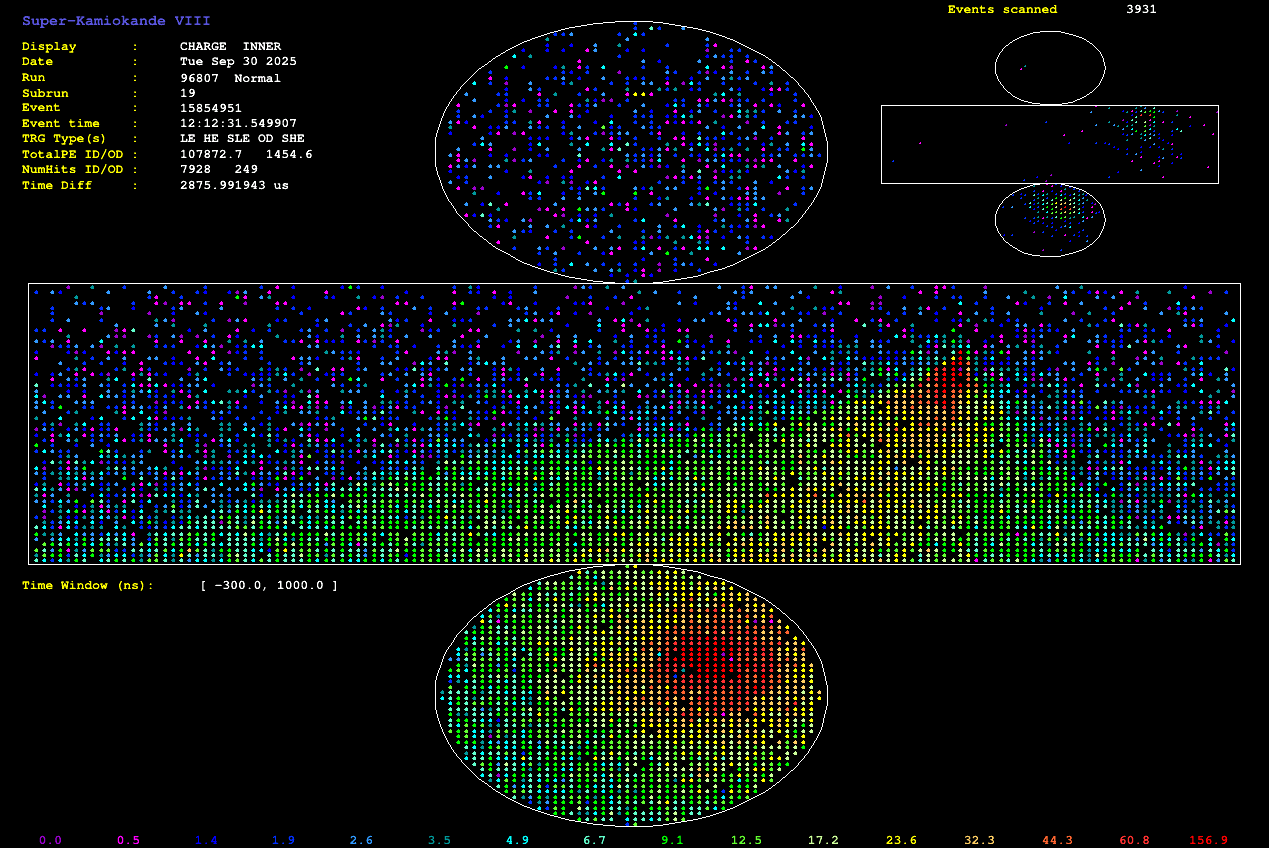 Super-Kamiokande VIII
Events scanned 3931
Display : CHARGE INNER
Date : Tue Sep 30 2025
Run : 96807 Normal
Subrun : 19
Event : 15854951
Event time : 12:12:31.549907
TRG Type(s) : LE HE SLE OD SHE
TotalPE ID/OD : 107872.7 1454.6
NumHits ID/OD : 7928 249
Time Diff : 2875.991943 us
Time Window (ns): [ -300.0, 1000.0 ]
0.0 0.5 1.4 1.9 2.6 3.5 4.9 6.7 9.1 12.5 17.2 23.6 32.3 44.3 60.8 156.9